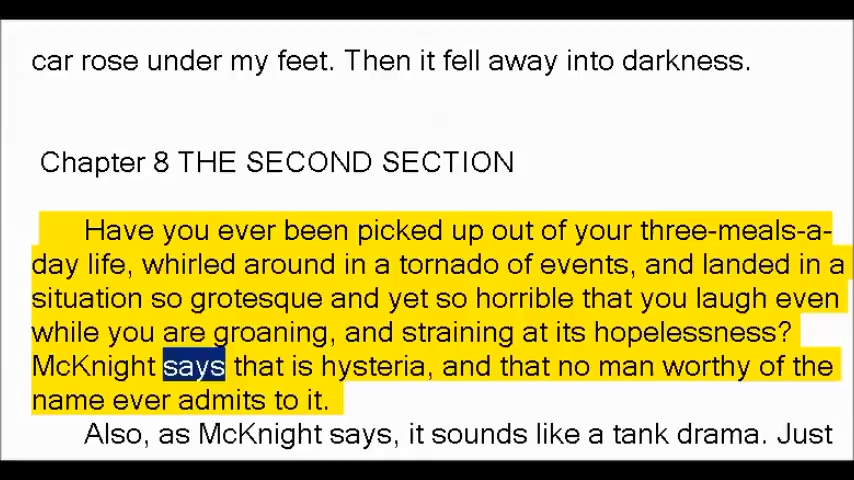 car rose under my feet. Then it fell away into darkness.
Chapter 8 THE SECOND SECTION
Have you ever been picked up out of your three-meals-a-
day life, whirled around in a tornado of events, and landed in a
situation so grotesque and yet so horrible that you laugh even
while you are groaning, and straining at its hopelessness?
McKnight says that is hysteria, and that no man worthy of the
name ever admits to it.
Also, as McKnight says, it sounds like a tank drama. Just